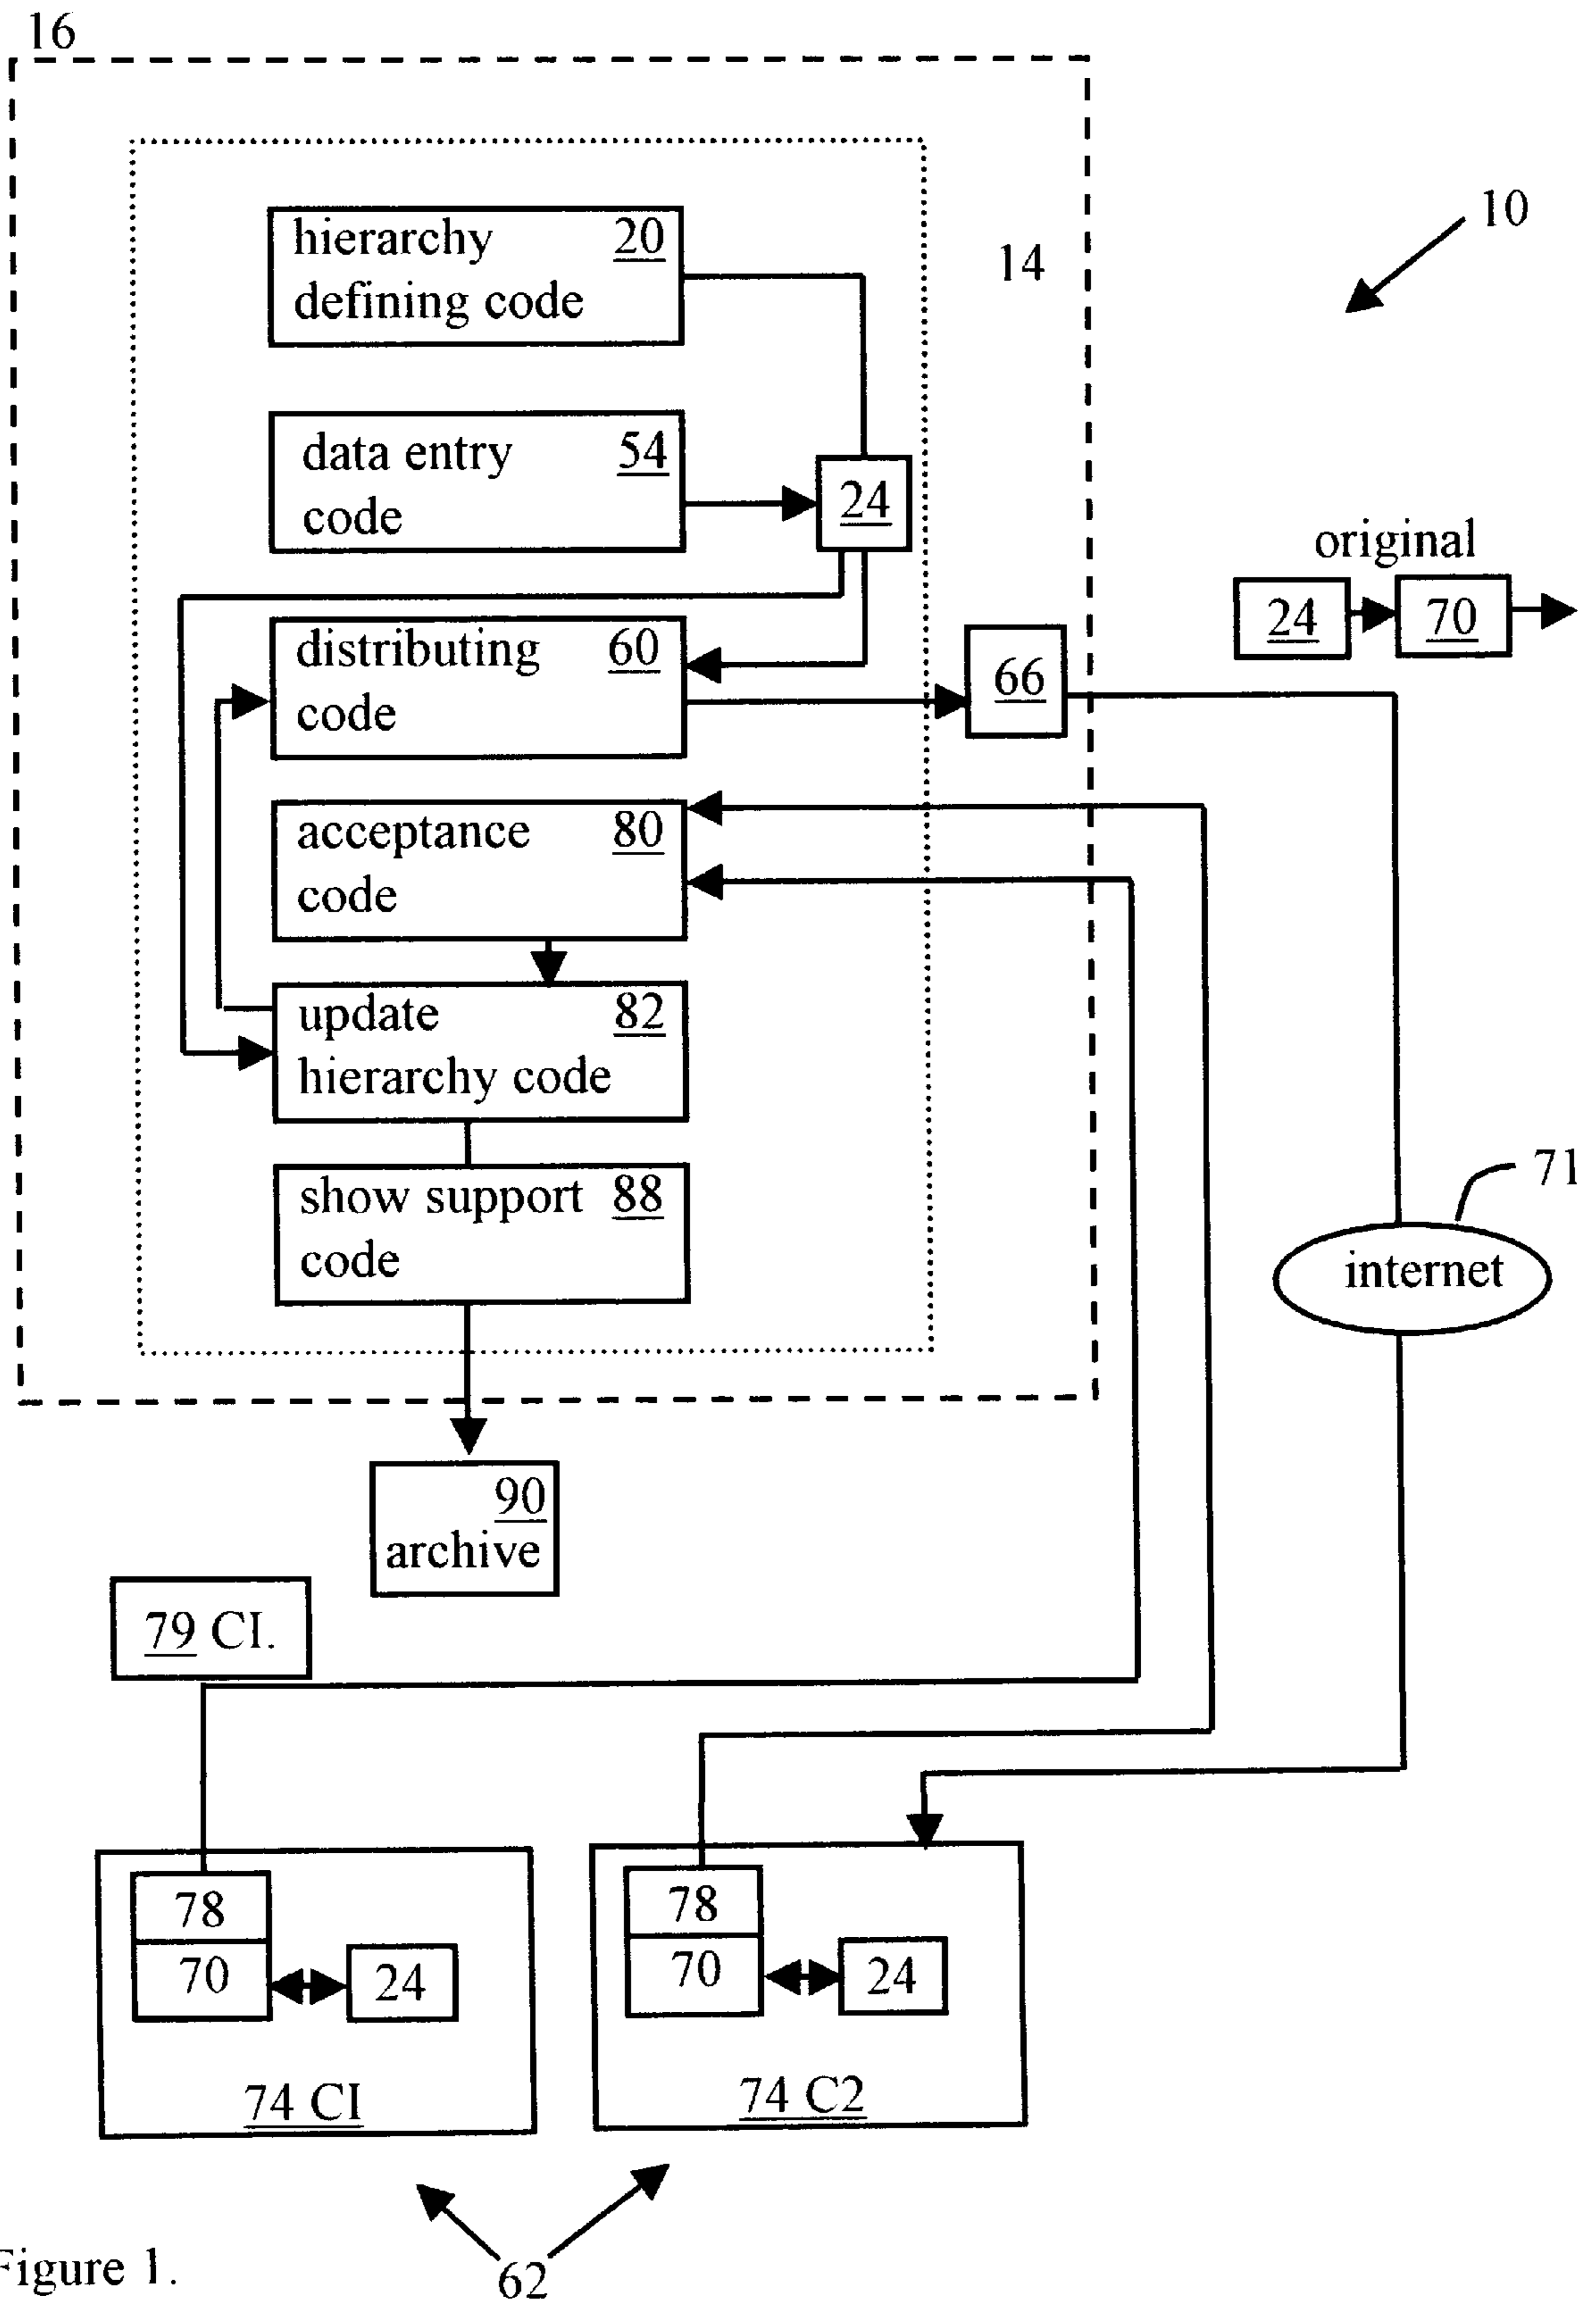 16
10
hierarchy 20
defining code
14
data entry 54
code
24
original
24 70
distributing 60
code
66
acceptance 80
code
update 82
hierarchy code
71
show support 88
code
internet
90
archive
79 CI.
78
70
24
74 CI
78
70
24
74 C2
Figure 1.
62